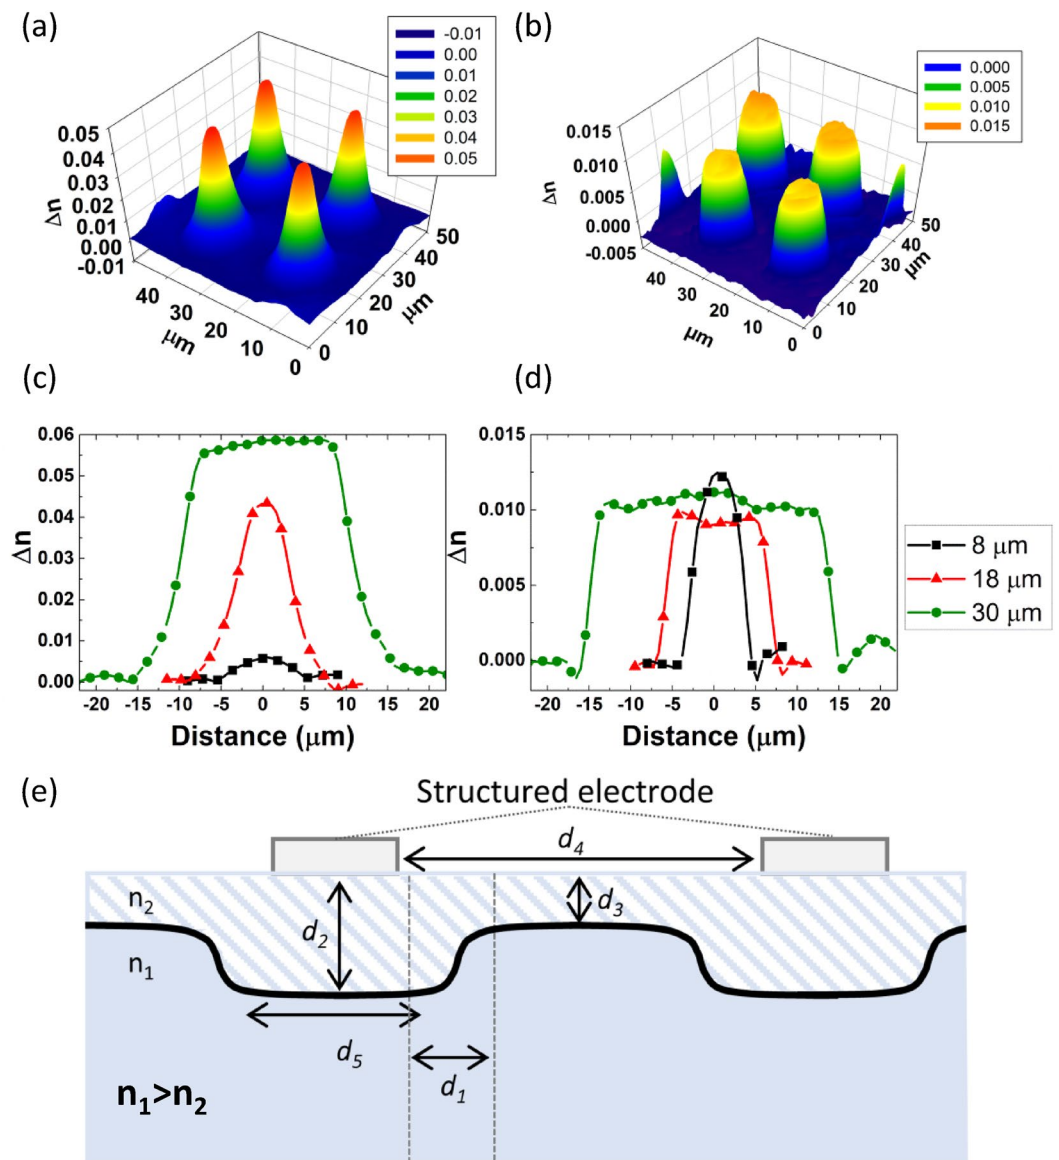 (a)
-0.01
0.00
0.01
0.02
0.03
0.04
0.05
0.05
0.04
0.03
0.02
0.01
0.00
-0.01
Δn
40
30
20
10
0
μm
0
10
20
30
40
50
μm
(b)
0.000
0.005
0.010
0.015
0.015
0.010
0.005
0.000
-0.005
Δn
40
30
20
10
0
μm
0
10
20
30
40
50
μm
(c)
0.06
0.05
0.04
0.03
0.02
0.01
0.00
Δn
-20 -15 -10 -5 0 5 10 15 20
Distance (μm)
(d)
0.015
0.010
0.005
0.000
Δn
-20 -15 -10 -5 0 5 10 15 20
Distance (μm)
8 μm
18 μm
30 μm
(e)
Structured electrode
d4
n2
d3
d2
n1
d5
d1
n1>n2